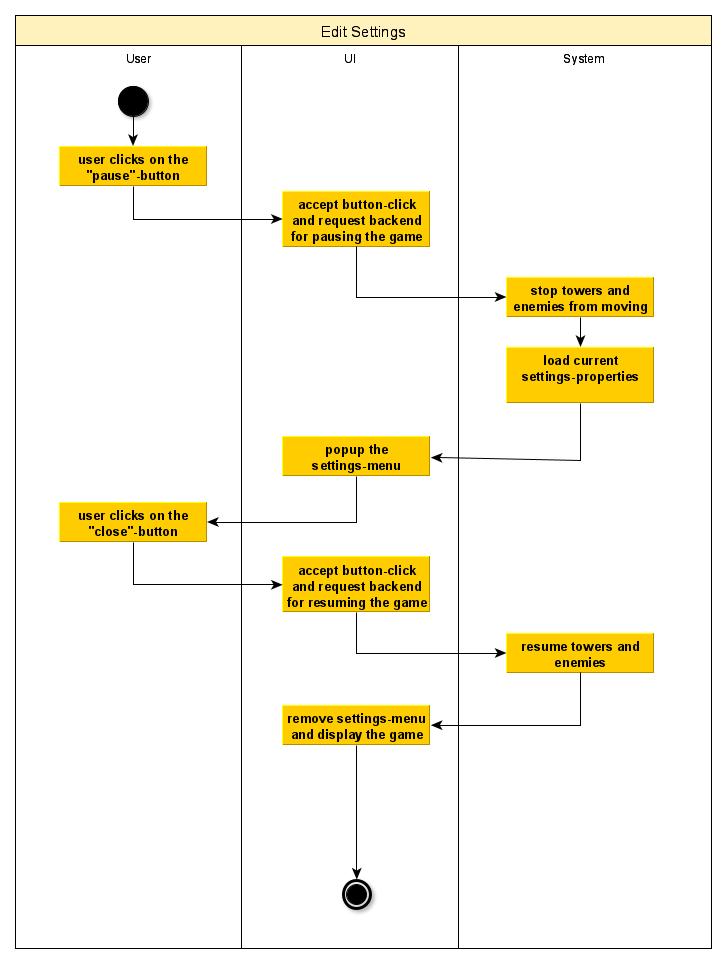 Edit Settings
User
UI
System
user clicks on the
"pause"-button
accept button-click
and request backend
for pausing the game
stop towers and
enemies from moving
load current
settings-properties
popup the
settings-menu
user clicks on the
"close"-button
accept button-click
and request backend
for resuming the game
resume towers and
enemies
remove settings-menu
and display the game